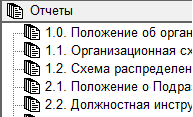 Отчеты
1.0. Положение об орган
1.1. Организационная сх
1.2. Схема распределен
2.1. Положение о Подра
2.2. Должностная инстру